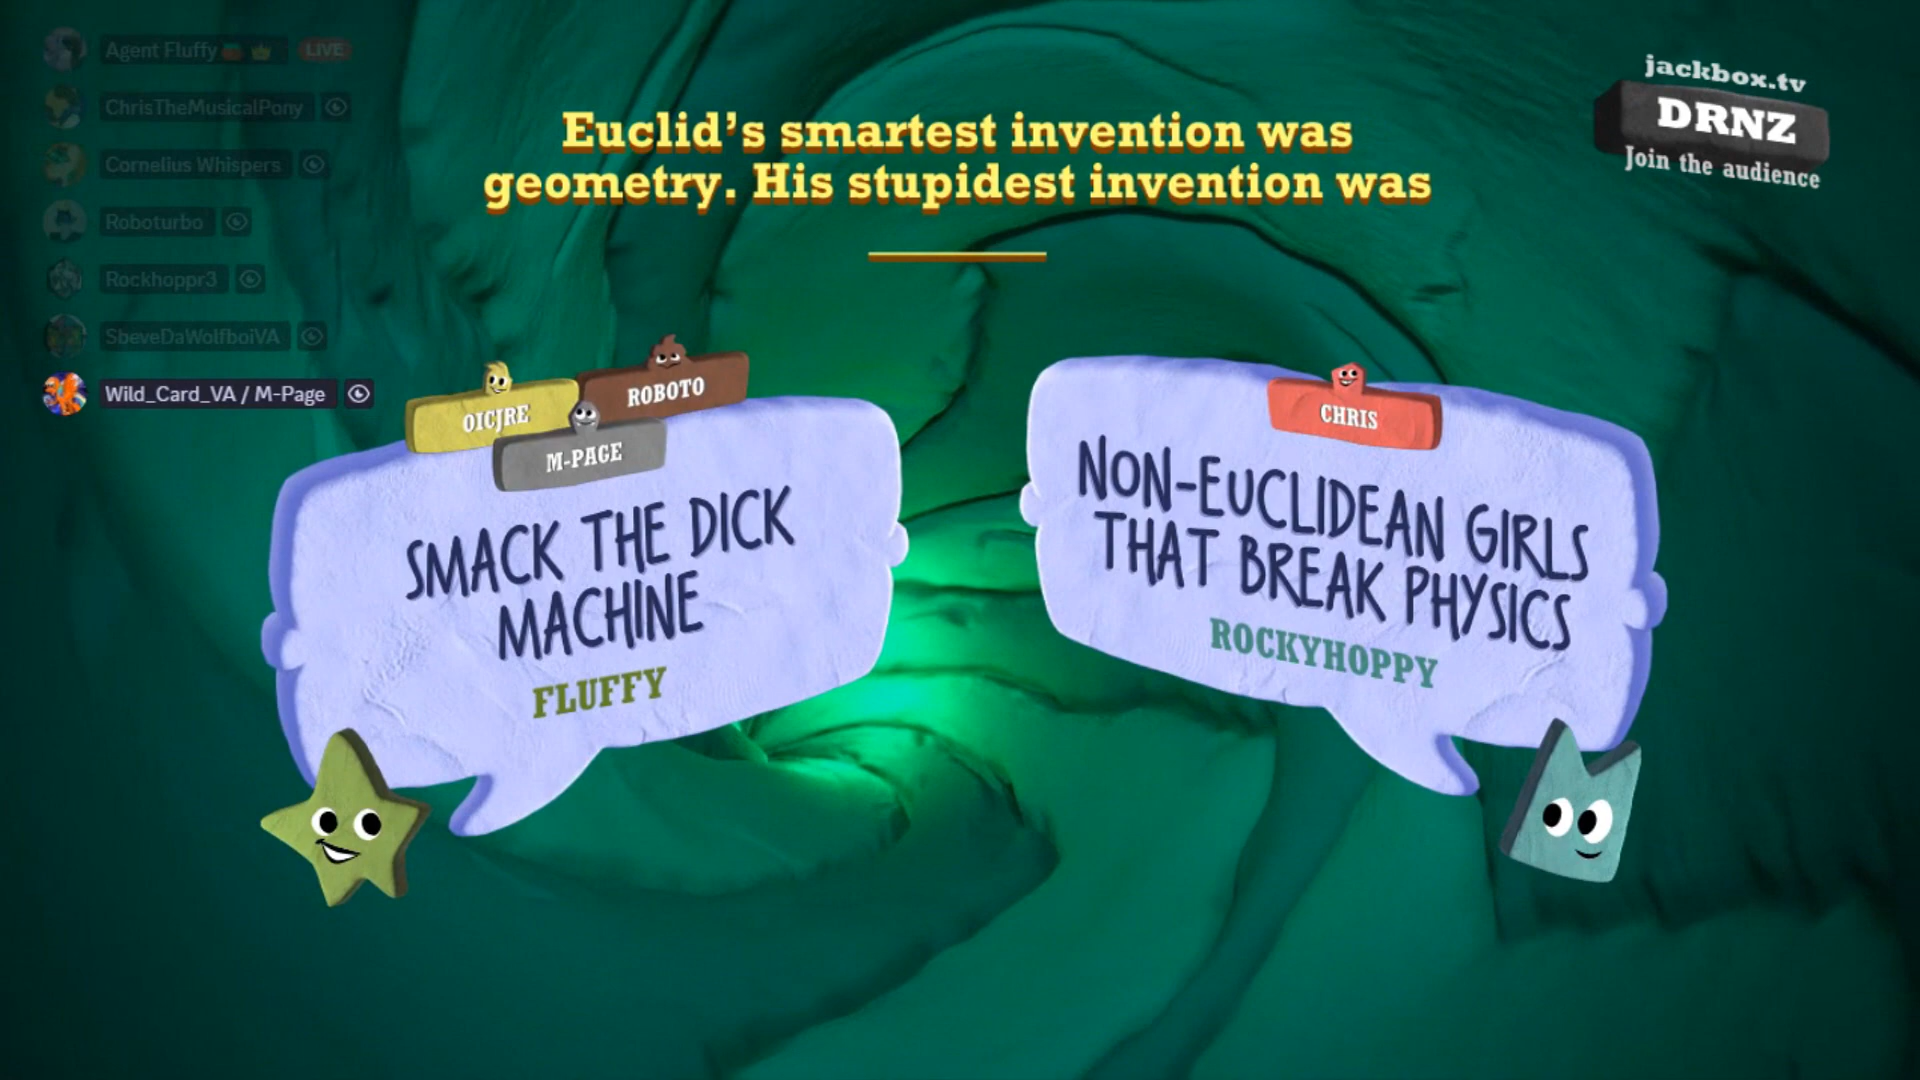 Agent Fluffy LIVE
ChrisTheMusicalPony
Cornelius Whispers
Roboturbo
Rockhoppr3
SbeveDaWolfboiVA
Wild_Card_VA / M-Page
Euclid's smartest invention was
geometry. His stupidest invention was
jackbox.tv
DRNZ
Join the audience
OICJRE
ROBOTO
M-PAGE
SMACK THE DICK
MACHINE
FLUFFY
CHRIS
NON-EUCLIDEAN GIRLS
THAT BREAK PHYSICS
ROCKYHOPPY